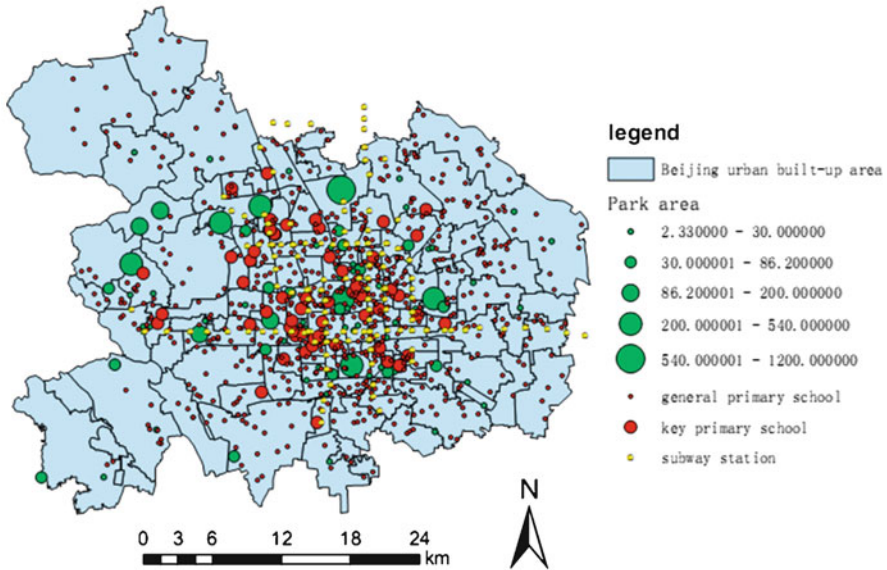 legend
Beijing urban built-up area
Park area
2.330000 - 30.000000
30.000001 - 86.200000
86.200001 - 200.000000
200.000001 - 540.000000
540.000001 - 1200.000000
general primary school
key primary school
subway station
N
0 3 6 12 18 24
km